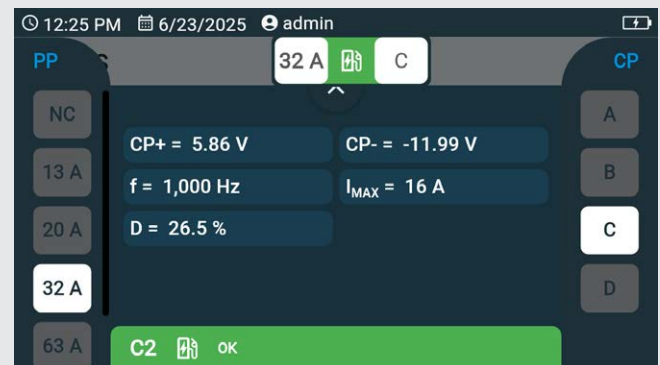 12:25 PM 6/23/2025 admin
PP 32 A C CP
NC
13 A
20 A
32 A
63 A
CP+ = 5.86 V CP- = -11.99 V
f = 1,000 Hz IMAX = 16 A
D = 26.5 %
A
B
C
D
C2 OK